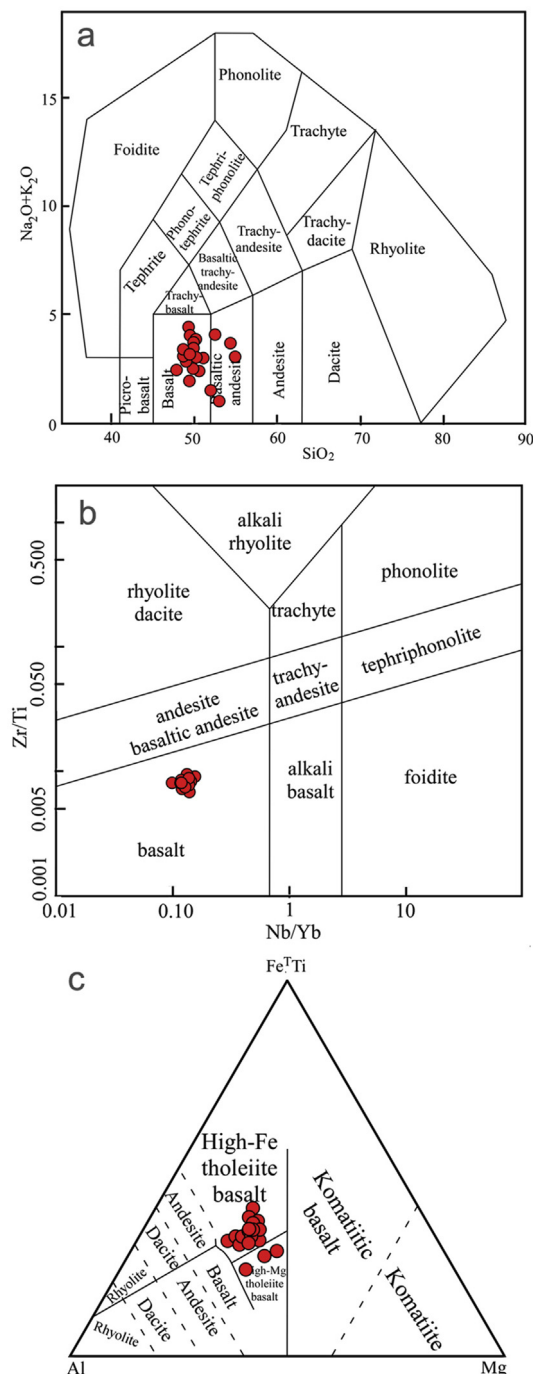 a
Phonolite
Foidite
Trachyte
Tephri-
phonolite
Phono-
tephrite
Tephrite
Trachy-
andesite
Trachy-
dacite
Rhyolite
Basaltic
trachy-
andesite
Trachy-
basalt
Picro-
basalt
Basalt
andesite
Andesite
Dacite
Na₂O+K₂O
15
10
5
0
40 50 60 70 80 90
SiO₂
b
alkali
rhyolite
rhyolite
dacite
phonolite
trachyte
tephriphonolite
trachy-
andesite
andesite
basaltic andesite
alkali
basalt
foidite
basalt
Zr/Ti
0.500
0.050
0.005
0.001
0.01 0.10 1 10
Nb/Yb
c
FeᵀTi
High-Fe
tholeiite
basalt
Komatiitic
basalt
Komatiite
Andesite
Dacite
Rhyolite
Basalt
Andesite
Dacite
Rhyolite
tholeiite
basalt
Al Mg